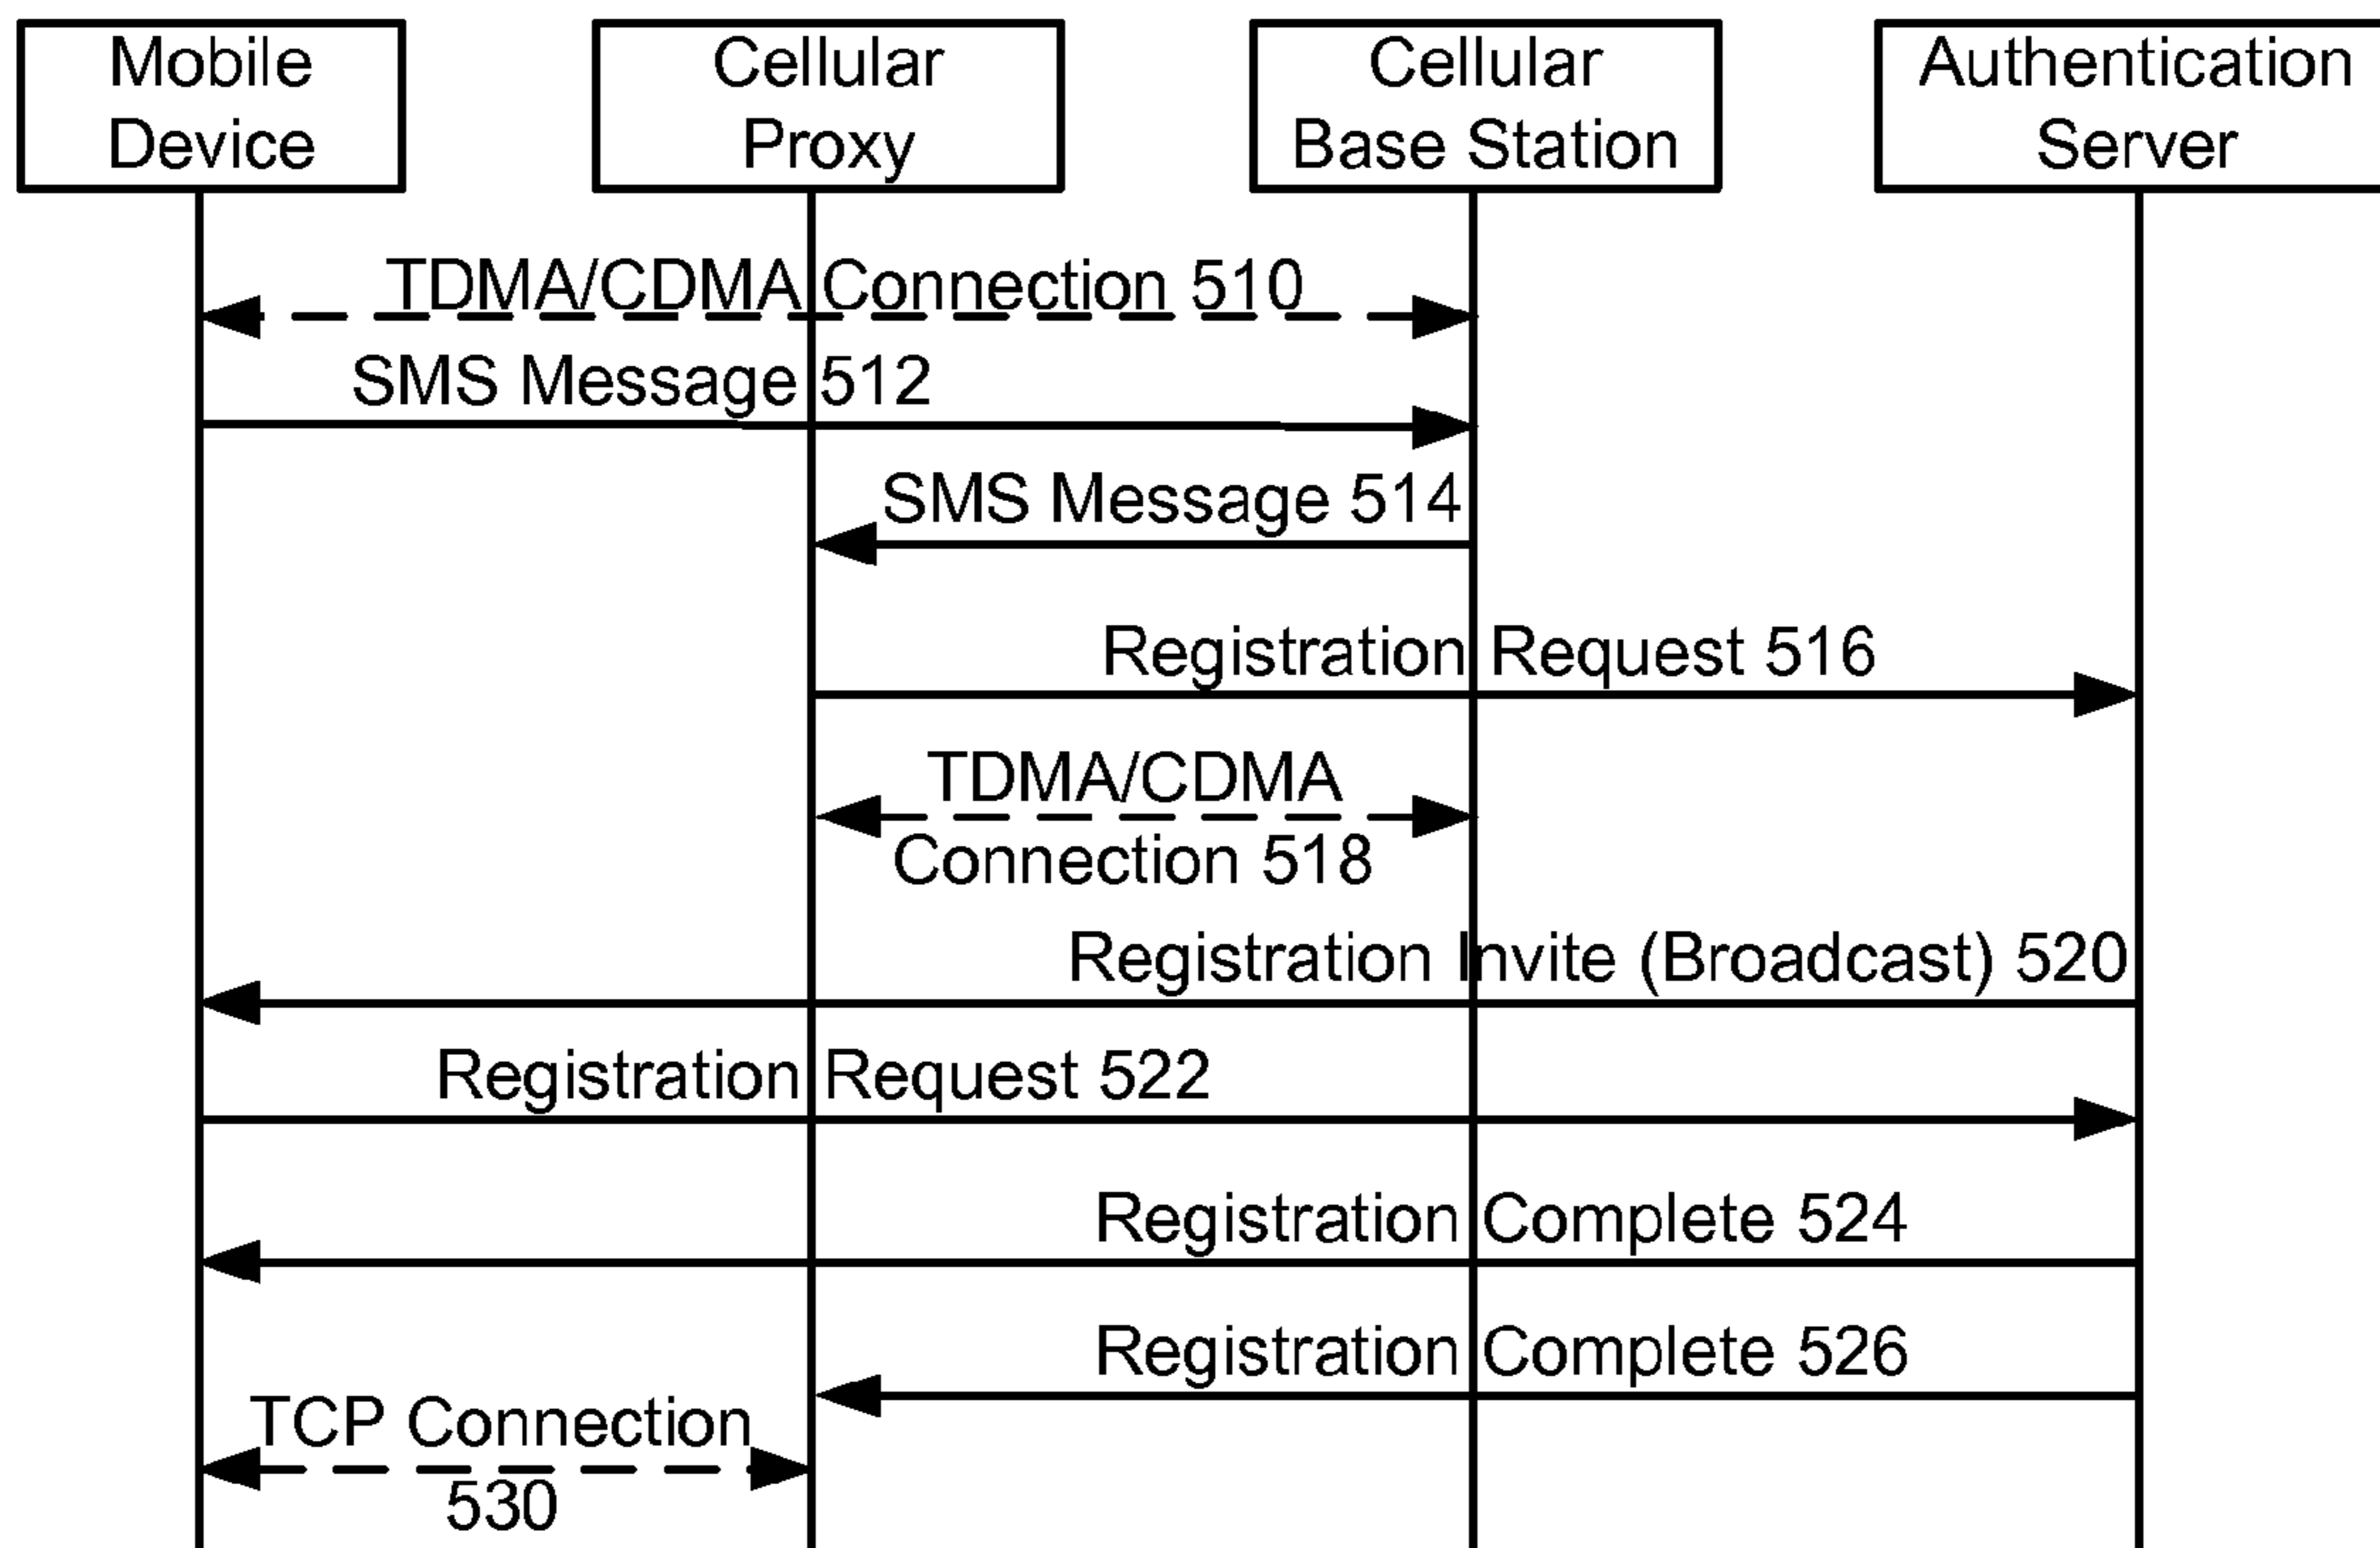 Mobile
Device
Cellular
Proxy
Cellular
Base Station
Authentication
Server
TDMA/CDMA Connection 510
SMS Message 512
SMS Message 514
Registration Request 516
TDMA/CDMA
Connection 518
Registration Invite (Broadcast) 520
Registration Request 522
Registration Complete 524
Registration Complete 526
TCP Connection
530